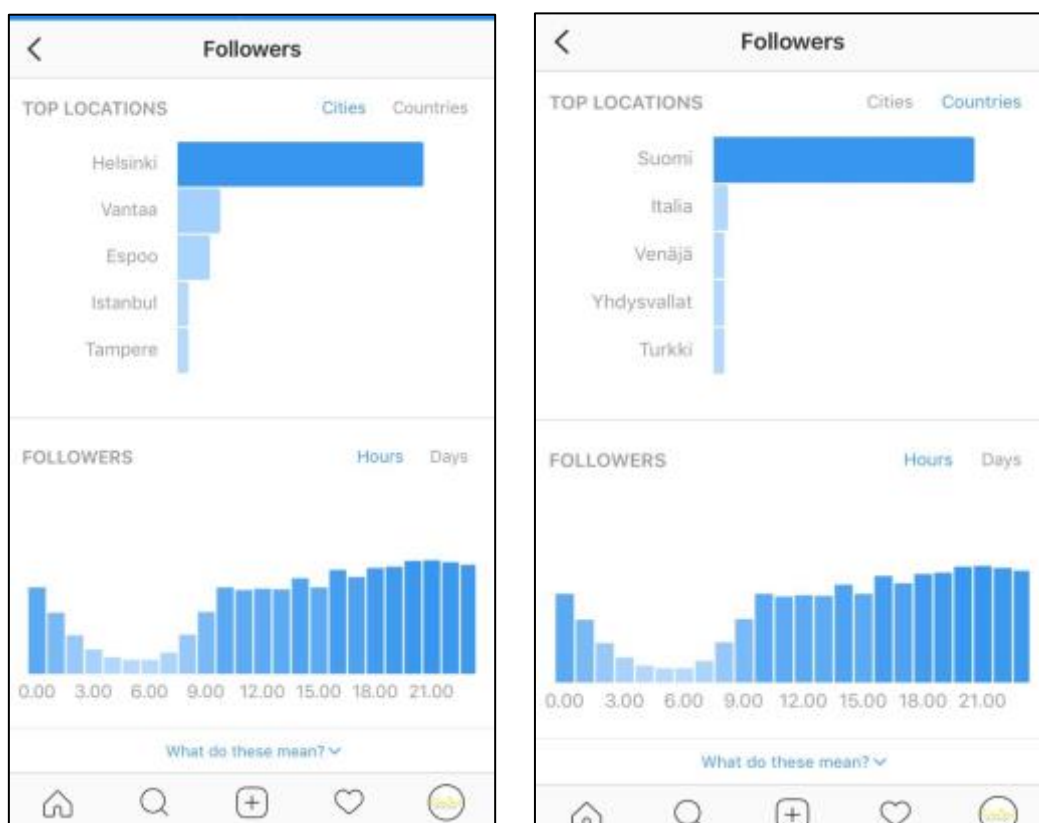 Followers
TOP LOCATIONS Cities Countries
Helsinki
Vantaa
Espoo
Istanbul
Tampere
FOLLOWERS Hours Days
0.00 3.00 6.00 9.00 12.00 15.00 18.00 21.00
What do these mean?
Followers
TOP LOCATIONS Cities Countries
Suomi
Italia
Venäjä
Yhdysvallat
Turkki
FOLLOWERS Hours Days
0.00 3.00 6.00 9.00 12.00 15.00 18.00 21.00
What do these mean?